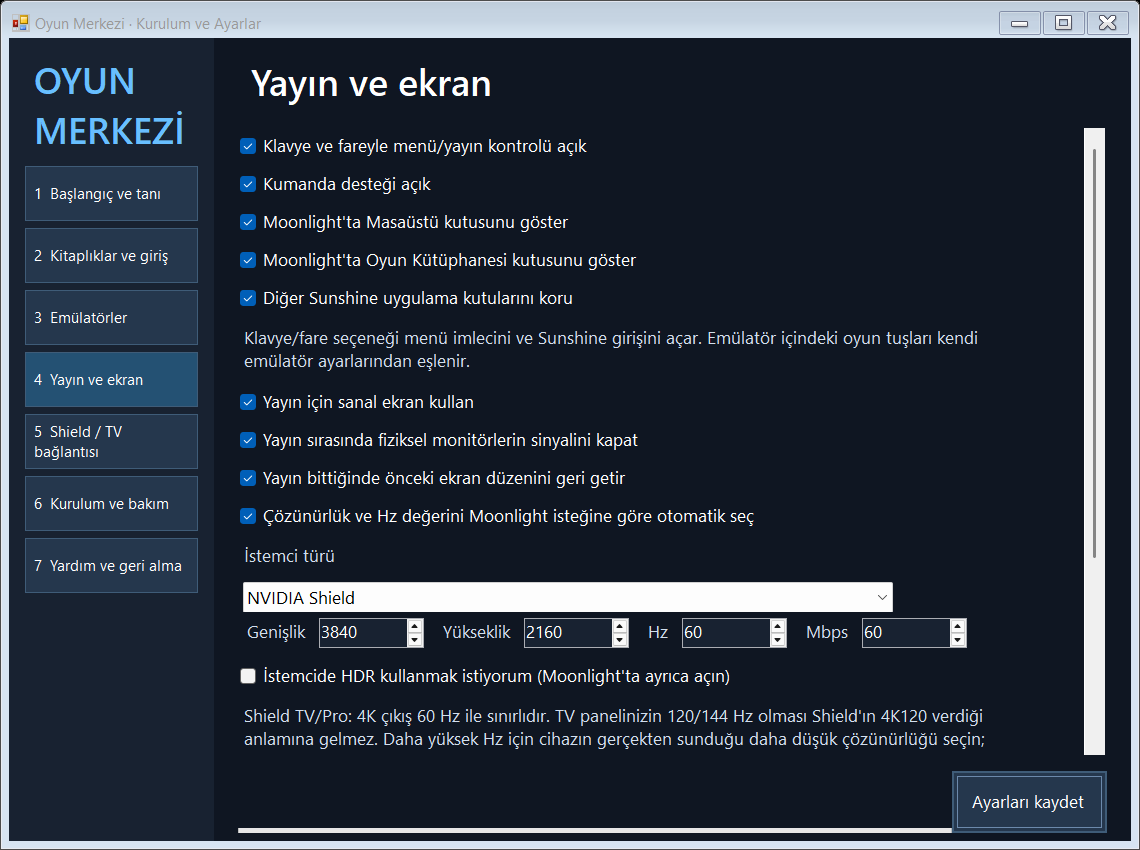 Oyun Merkezi · Kurulum ve Ayarlar
OYUN
MERKEZİ
1 Başlangıç ve tanı
2 Kitaplıklar ve giriş
3 Emülatörler
4 Yayın ve ekran
5 Shield / TV
bağlantısı
6 Kurulum ve bakım
7 Yardım ve geri alma
Yayın ve ekran
Klavye ve fareyle menü/yayın kontrolü açık
Kumanda desteği açık
Moonlight'ta Masaüstü kutusunu göster
Moonlight'ta Oyun Kütüphanesi kutusunu göster
Diğer Sunshine uygulama kutularını koru
Klavye/fare seçeneği menü imlecini ve Sunshine girişini açar. Emülatör içindeki oyun tuşları kendi
emülatör ayarlarından eşlenir.
Yayın için sanal ekran kullan
Yayın sırasında fiziksel monitörlerin sinyalini kapat
Yayın bittiğinde önceki ekran düzenini geri getir
Çözünürlük ve Hz değerini Moonlight isteğine göre otomatik seç
İstemci türü
NVIDIA Shield
Genişlik 3840 Yükseklik 2160 Hz 60 Mbps 60
İstemcide HDR kullanmak istiyorum (Moonlight'ta ayrıca açın)
Shield TV/Pro: 4K çıkış 60 Hz ile sınırlıdır. TV panelinizin 120/144 Hz olması Shield'ın 4K120 verdiği
anlamına gelmez. Daha yüksek Hz için cihazın gerçekten sunduğu daha düşük çözünürlüğü seçin;
Ayarları kaydet